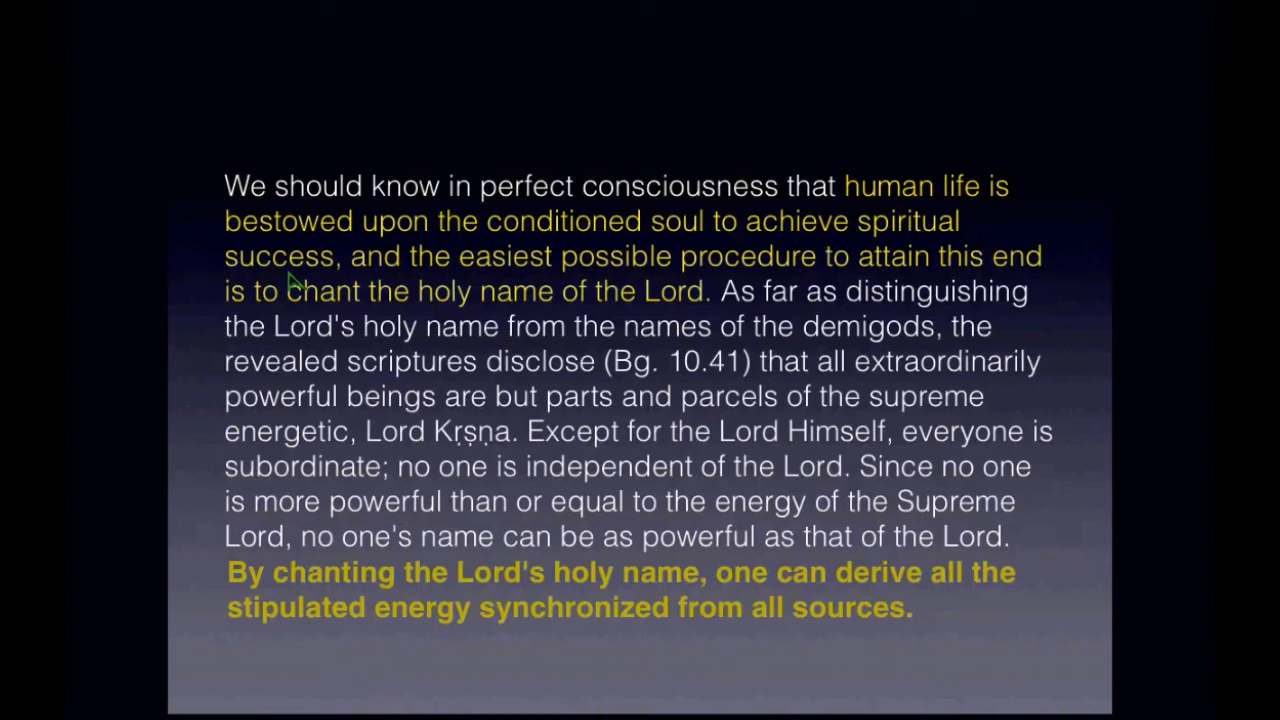 We should know in perfect consciousness that human life is
bestowed upon the conditioned soul to achieve spiritual
success, and the easiest possible procedure to attain this end
is to chant the holy name of the Lord. As far as distinguishing
the Lord's holy name from the names of the demigods, the
revealed scriptures disclose (Bg. 10.41) that all extraordinarily
powerful beings are but parts and parcels of the supreme
energetic, Lord Kṛṣṇa. Except for the Lord Himself, everyone is
subordinate; no one is independent of the Lord. Since no one
is more powerful than or equal to the energy of the Supreme
Lord, no one's name can be as powerful as that of the Lord.
By chanting the Lord's holy name, one can derive all the
stipulated energy synchronized from all sources.